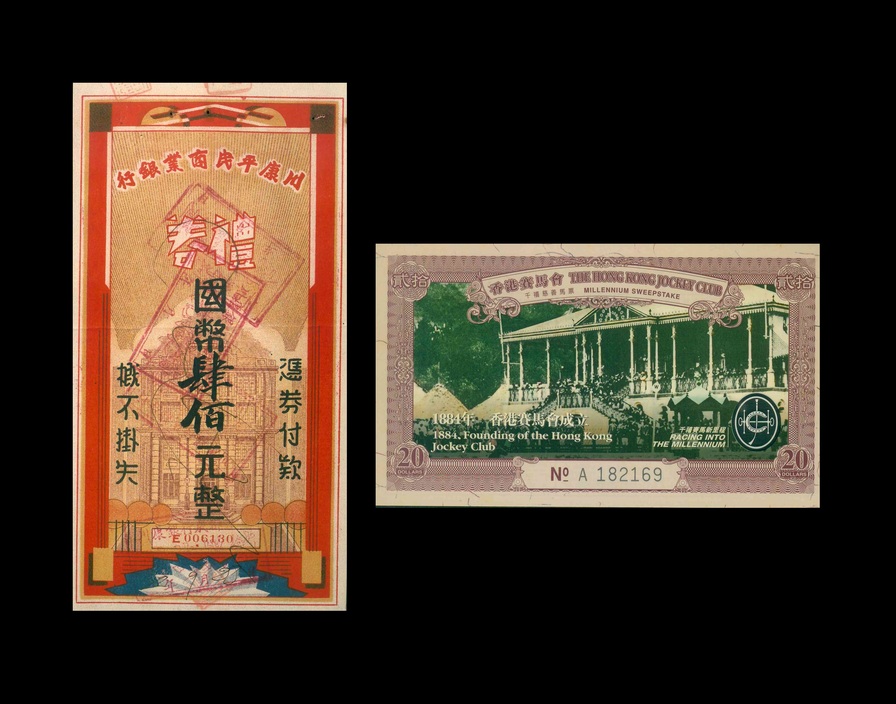 川康平民商業銀行
禮券
國幣肆佰元整
憑券付款
概不掛失
E 006130
貳拾
香港賽馬會 THE HONG KONG JOCKEY CLUB
千禧慈善馬票 MILLENNIUM SWEEPSTAKE
貳拾
1884年 香港賽馬會成立
1884, Founding of the Hong Kong
Jockey Club
千禧賽馬新里程
RACING INTO
THE MILLENNIUM
20
DOLLARS
№ A 182169
20
DOLLARS